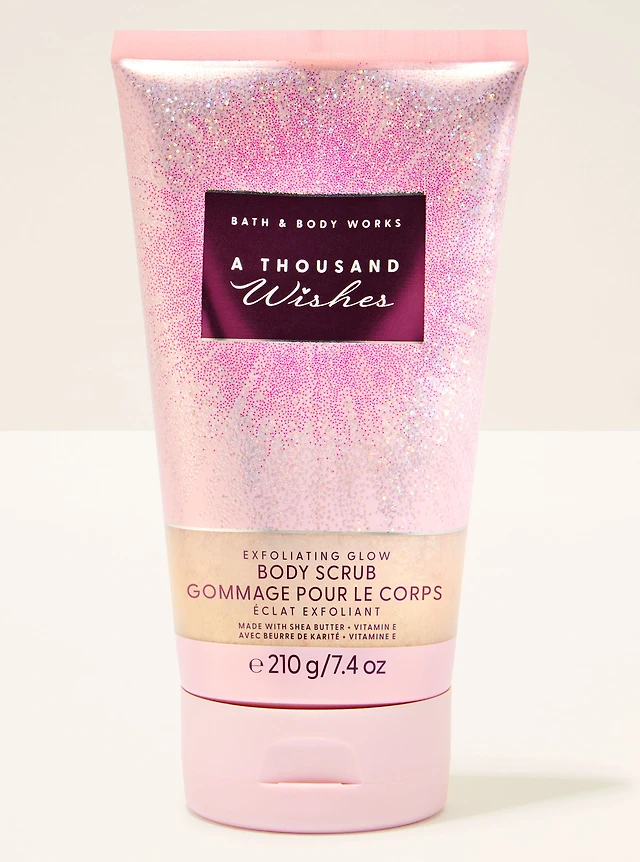 BATH & BODY WORKS
A THOUSAND
Wishes
EXFOLIATING GLOW
BODY SCRUB
GOMMAGE POUR LE CORPS
ÉCLAT EXFOLIANT
MADE WITH SHEA BUTTER • VITAMIN E
AVEC BEURRE DE KARITÉ • VITAMINE E
℮ 210 g/7.4 oz